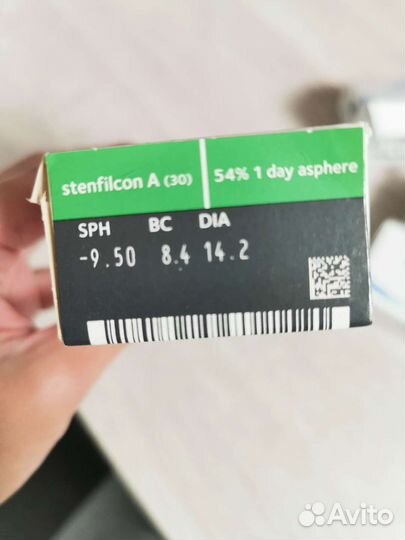 stenfilcon A (30) 54% 1 day asphere
SPH BC DIA
-9.50 8.4 14.2
Avito